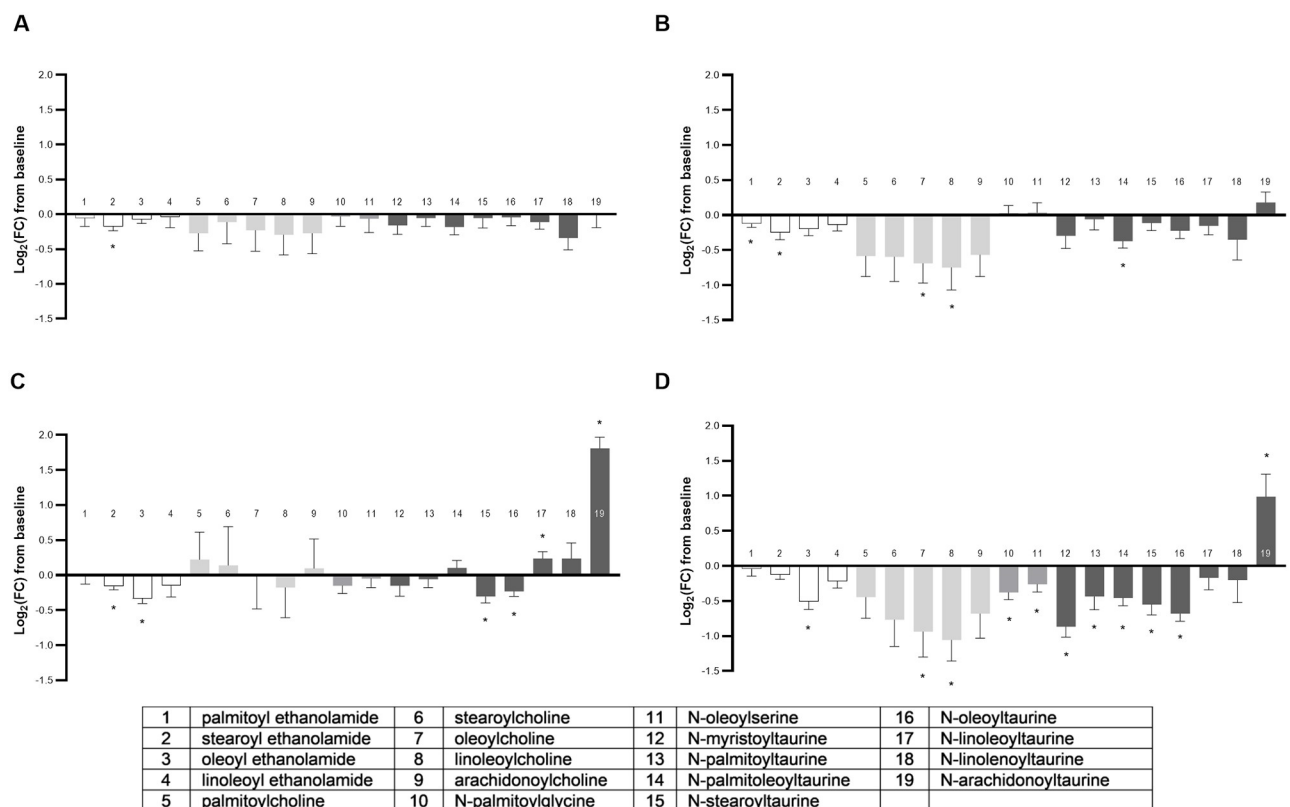 A
Log2(FC) from baseline
2.0
1.5
1.0
0.5
0.0
-0.5
-1.0
-1.5
1 2 3 4 5 6 7 8 9 10 11 12 13 14 15 16 17 18 19
*
B
Log2(FC) from baseline
2.0
1.5
1.0
0.5
0.0
-0.5
-1.0
-1.5
1 2 3 4 5 6 7 8 9 10 11 12 13 14 15 16 17 18 19
* * * * *
C
Log2(FC) from baseline
2.0
1.5
1.0
0.5
0.0
-0.5
-1.0
-1.5
1 2 3 4 5 6 7 8 9 10 11 12 13 14 15 16 17 18 19
* * * * * *
D
Log2(FC) from baseline
2.0
1.5
1.0
0.5
0.0
-0.5
-1.0
-1.5
1 2 3 4 5 6 7 8 9 10 11 12 13 14 15 16 17 18 19
* * * * * * * * * * *
1 palmitoyl ethanolamide 6 stearoylcholine 11 N-oleoylserine 16 N-oleoyltaurine
2 stearoyl ethanolamide 7 oleoylcholine 12 N-myristoyltaurine 17 N-linoleoyltaurine
3 oleoyl ethanolamide 8 linoleoylcholine 13 N-palmitoyltaurine 18 N-linolenoyltaurine
4 linoleoyl ethanolamide 9 arachidonoylcholine 14 N-palmitoleoyltaurine 19 N-arachidonoyltaurine
5 palmitoylcholine 10 N-palmitoylglycine 15 N-stearoyltaurine